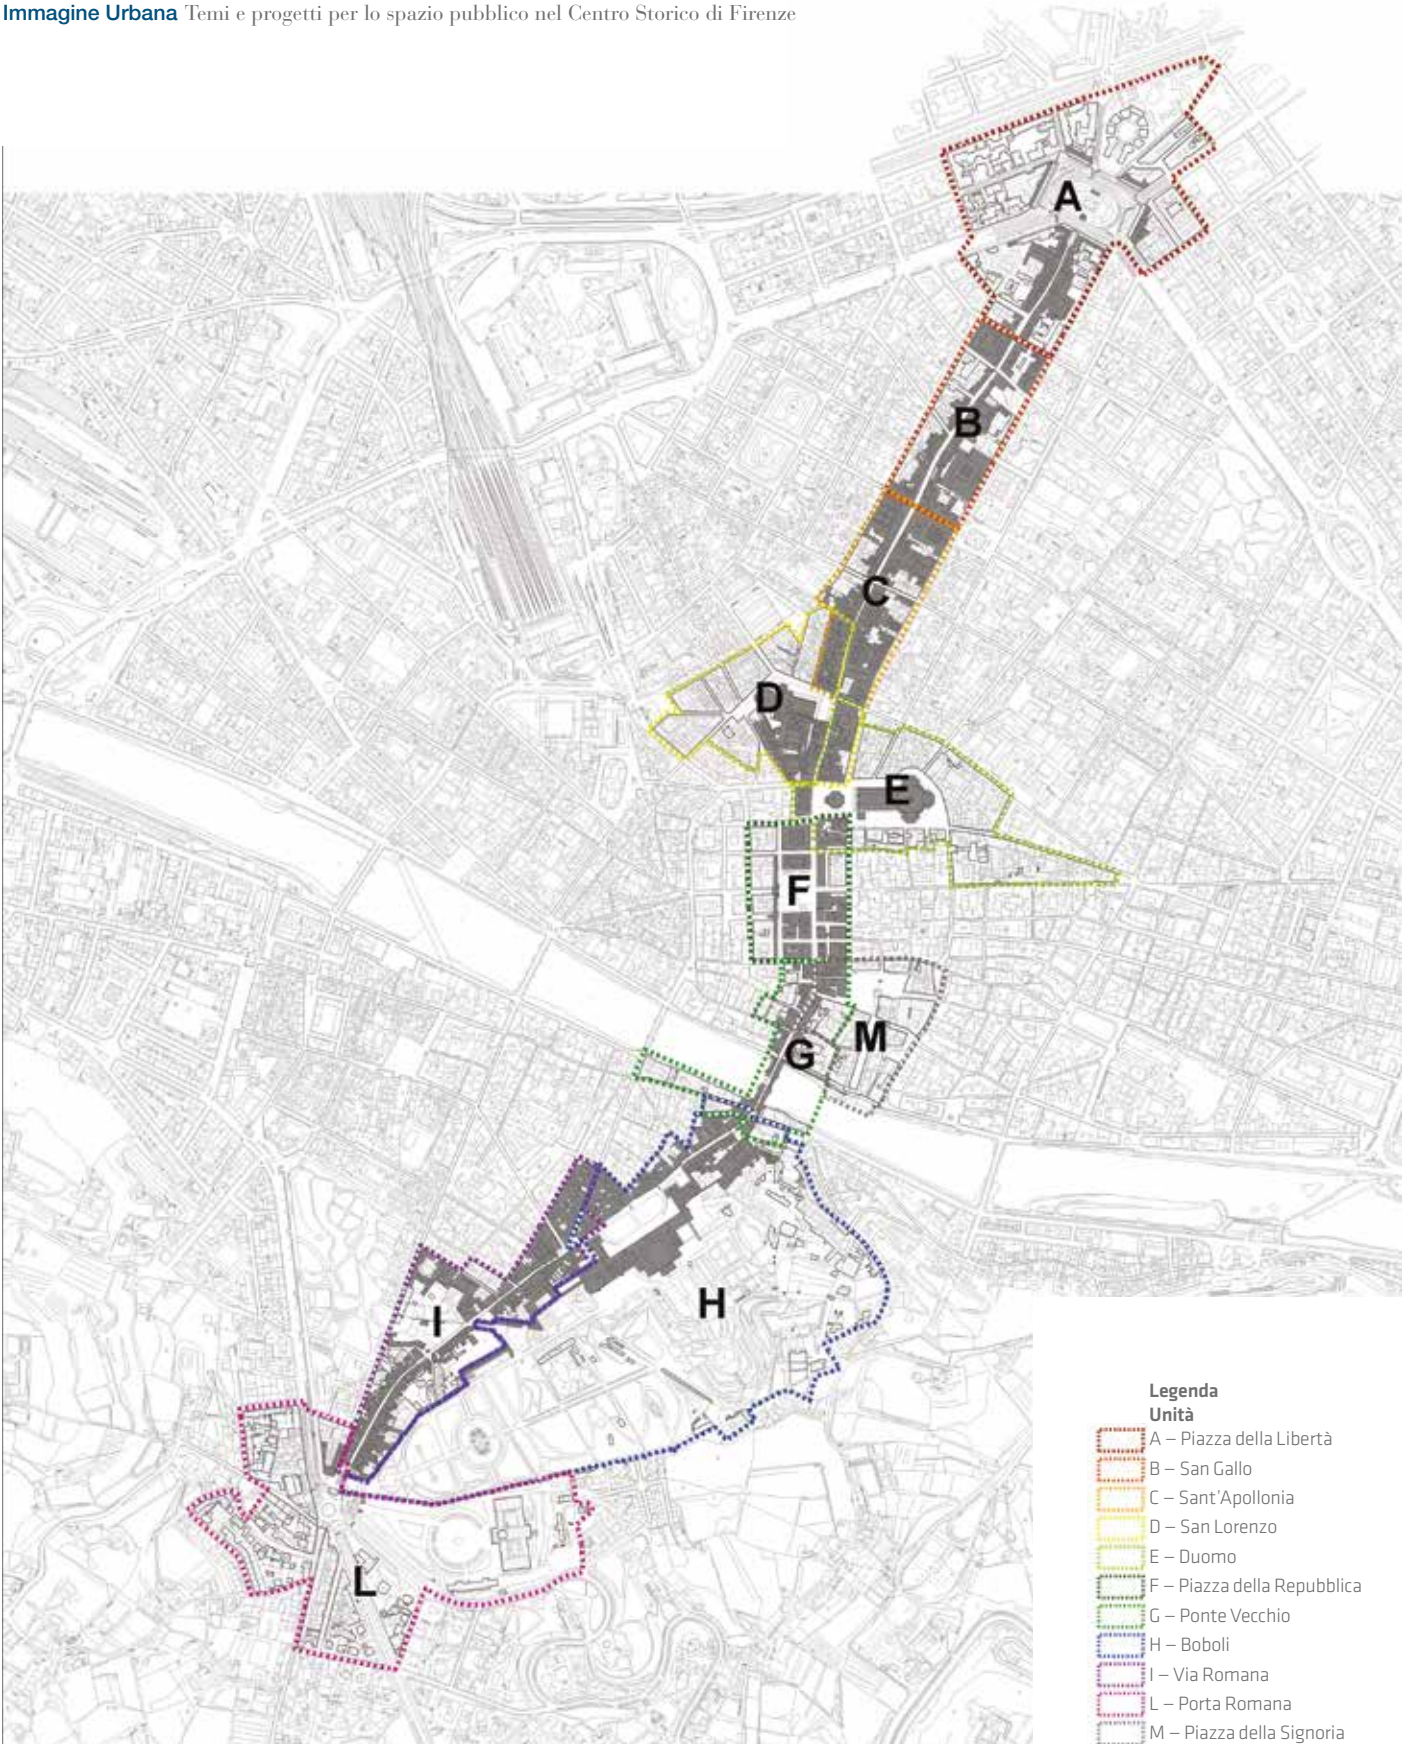 Immagine Urbana Temi e progetti per lo spazio pubblico nel Centro Storico di Firenze
A
B
C
D
E
F
G
M
H
I
L
Legenda
Unità
A – Piazza della Libertà
B – San Gallo
C – Sant'Apollonia
D – San Lorenzo
E – Duomo
F – Piazza della Repubblica
G – Ponte Vecchio
H – Boboli
I – Via Romana
L – Porta Romana
M – Piazza della Signoria